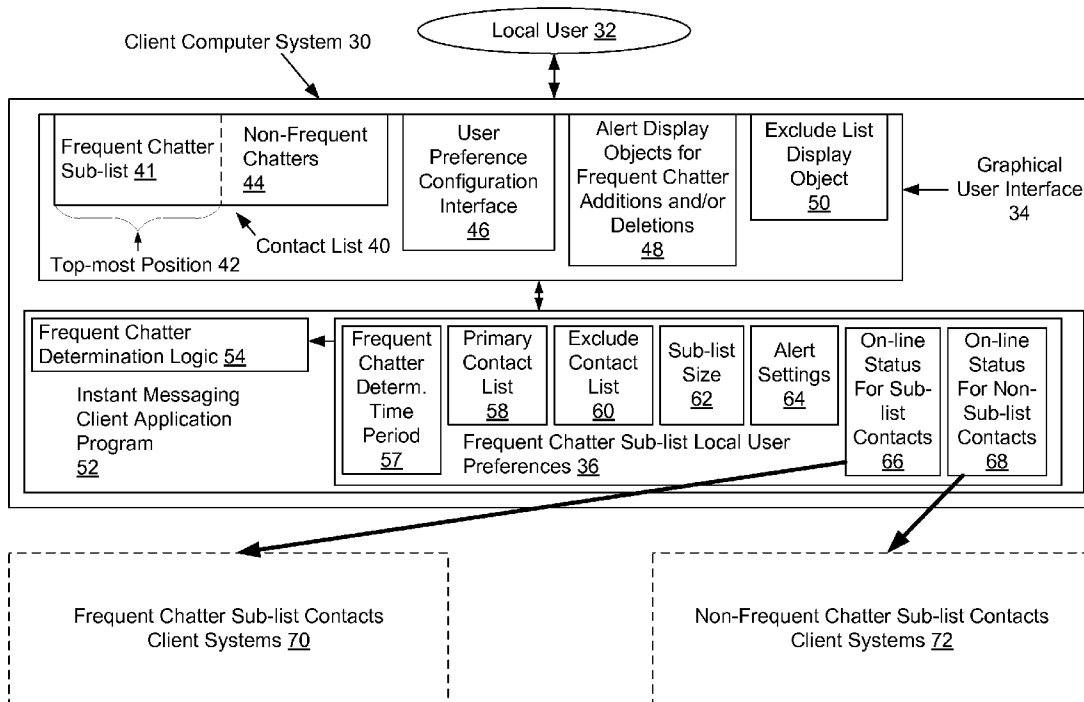 Local User 32
Client Computer System 30
Frequent Chatter
Sub-list 41
Non-Frequent
Chatters
44
User
Preference
Configuration
Interface
46
Alert Display
Objects for
Frequent Chatter
Additions and/or
Deletions
48
Exclude List
Display
Object
50
Graphical
User Interface
34
Contact List 40
Top-most Position 42
Frequent Chatter
Determination Logic 54
Instant Messaging
Client Application
Program
52
Frequent
Chatter
Determ.
Time
Period
57
Primary
Contact
List
58
Exclude
Contact
List
60
Sub-list
Size
62
Alert
Settings
64
On-line
Status
For Sub-
list
Contacts
66
On-line
Status
For Non-
Sub-list
Contacts
68
Frequent Chatter Sub-list Local User
Preferences 36
Frequent Chatter Sub-list Contacts
Client Systems 70
Non-Frequent Chatter Sub-list Contacts
Client Systems 72